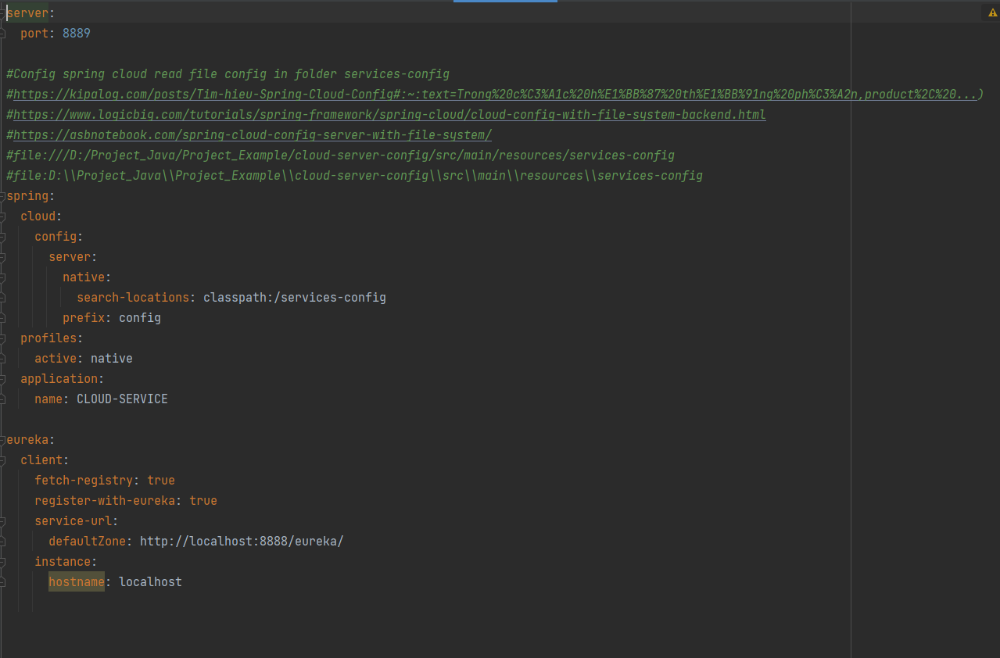 server:
  port: 8889
#Config spring cloud read file config in folder services-config
#https://kipalog.com/posts/Tim-hieu-Spring-Cloud-Config#:~:text=Trong%20c%C3%A1c%20h%E1%BB%87%20th%E1%BB%91ng%20ph%C3%A2n,product%2C%20...)
#https://www.logicbig.com/tutorials/spring-framework/spring-cloud/cloud-config-with-file-system-backend.html
#https://asbnotebook.com/spring-cloud-config-server-with-file-system/
#file:///D:/Project_Java/Project_Example/cloud-server-config/src/main/resources/services-config
#file:D:\\Project_Java\\Project_Example\\cloud-server-config\\src\\main\\resources\\services-config
spring:
  cloud:
    config:
      server:
        native:
          search-locations: classpath:/services-config
        prefix: config
  profiles:
    active: native
  application:
    name: CLOUD-SERVICE
eureka:
  client:
    fetch-registry: true
    register-with-eureka: true
    service-url:
      defaultZone: http://localhost:8888/eureka/
    instance:
      hostname: localhost